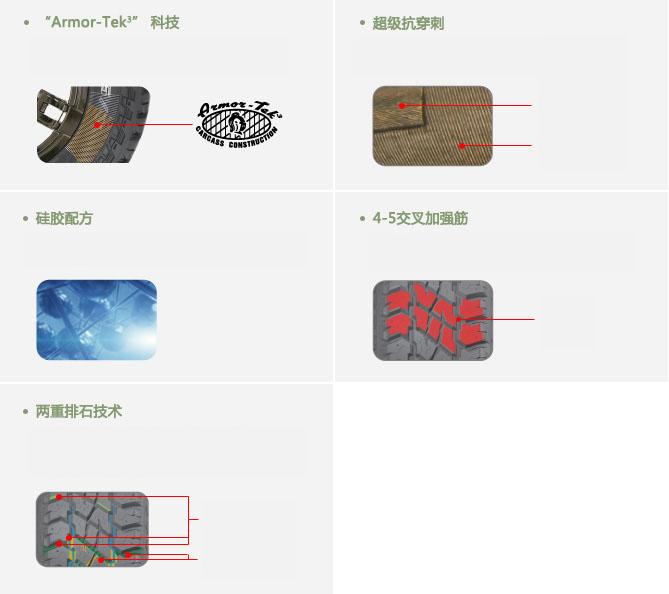 “Armor-Tek³” 科技
超级抗穿刺
Armor-Tek³
CARCASS CONSTRUCTION
硅胶配方
4-5交叉加强筋
两重排石技术